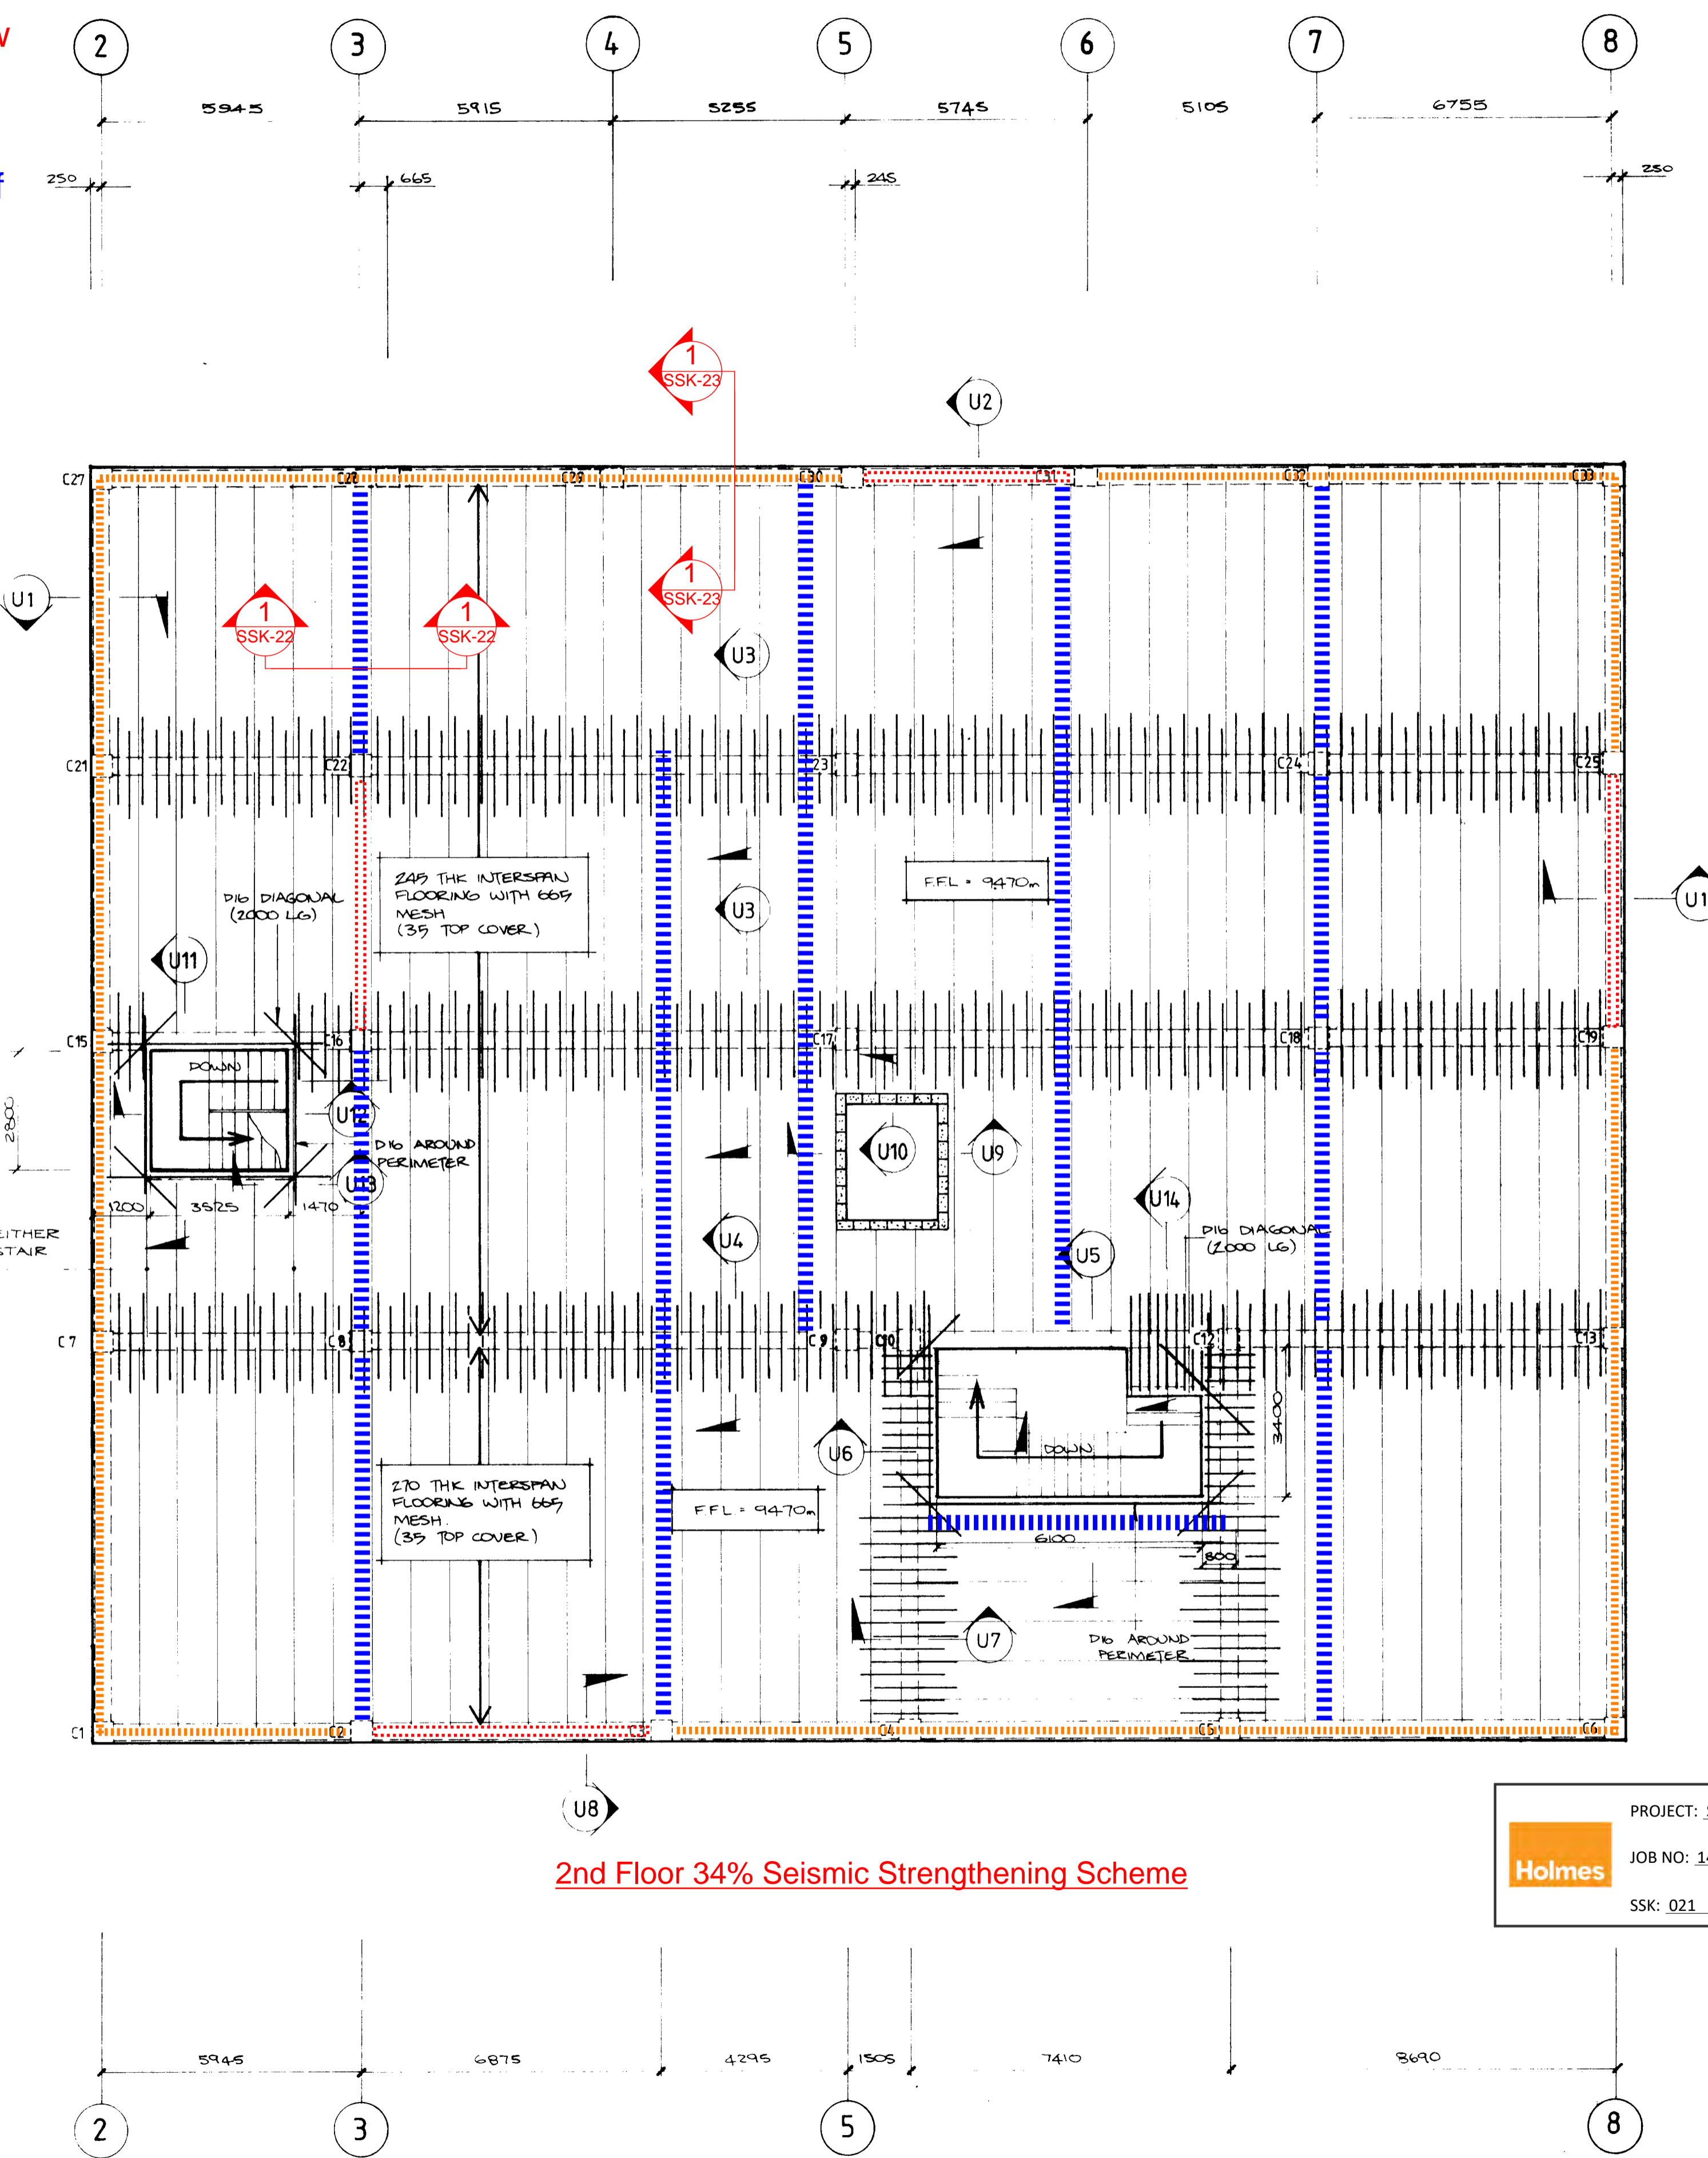 2
3
4
5
6
7
8
5945
5915
5255
5745
5105
6755
250
665
245
250
1
SSK-23
U2
C27
C28
C29
C30
C31
C32
C33
1
SSK-23
U1
1
SSK-22
1
SSK-22
U3
C21
C22
23
C24
C25
245 THK INTERSPAN
FLOORING WITH 665
MESH
(35 TOP COVER)
F.F.L = 9.470m
D16 DIAGONAL
(2000 LG)
U3
U1
U11
C15
C16
C17
C18
C19
DOWN
2800
U12
D16 AROUND
PERIMETER
U10
U9
U13
U14
1200
3525
1470
EITHER
STAIR
U4
U5
D16 DIAGONAL
(2000 LG)
C7
C8
C9
C10
C12
C13
3400
U6
DOWN
270 THK INTERSPAN
FLOORING WITH 665
MESH.
(35 TOP COVER)
F.F.L = 9.470m
6100
800
U7
D16 AROUND
PERIMETER
C1
C2
C3
C4
C5
C6
U8
PROJECT:
Holmes
JOB NO: 14
SSK: 021
2nd Floor 34% Seismic Strengthening Scheme
5945
6875
4295
1505
7410
8690
2
3
5
8